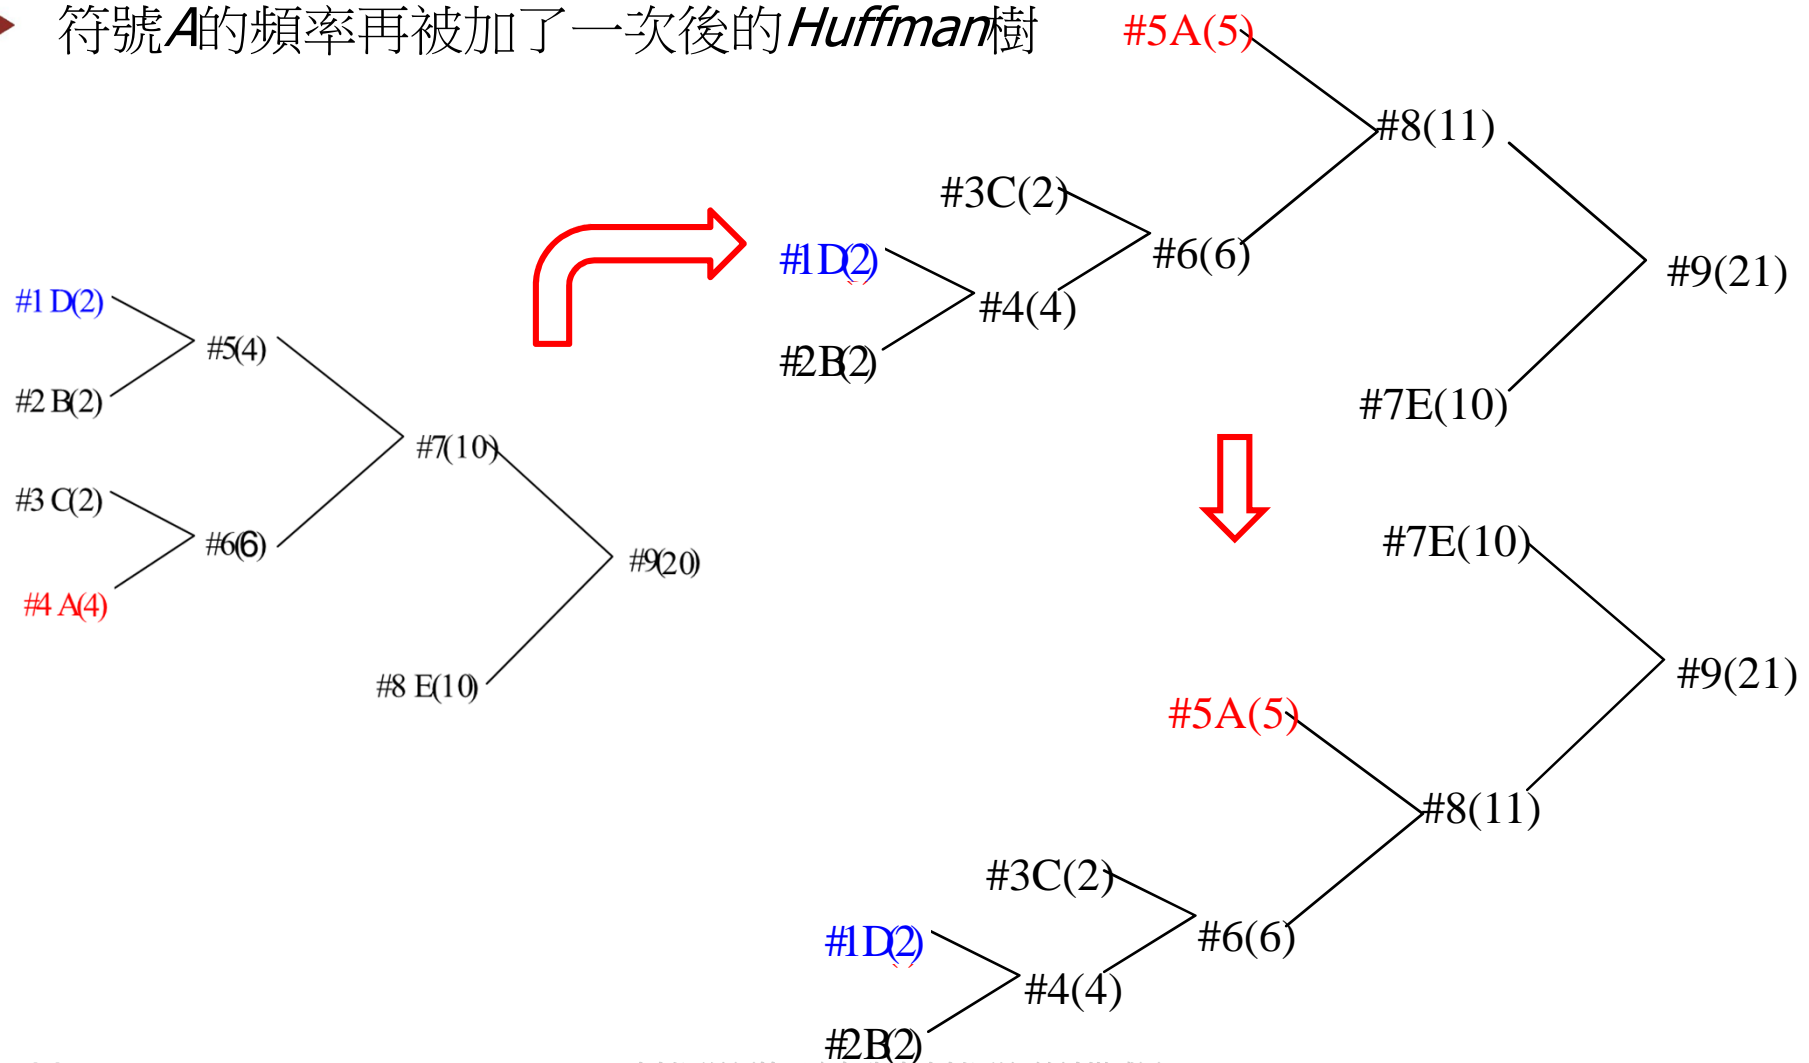 符號A的頻率再被加了一次後的Huffman樹
#1 D(2)
#2 B(2)
#3 C(2)
#4 A(4)
#5(4)
#6(6)
#7(10)
#8 E(10)
#9(20)
#5A(5)
#8(11)
#3C(2)
#1D(2)
#6(6)
#9(21)
#4(4)
#2B(2)
#7E(10)
#7E(10)
#9(21)
#5A(5)
#8(11)
#3C(2)
#1D(2)
#6(6)
#4(4)
#2B(2)